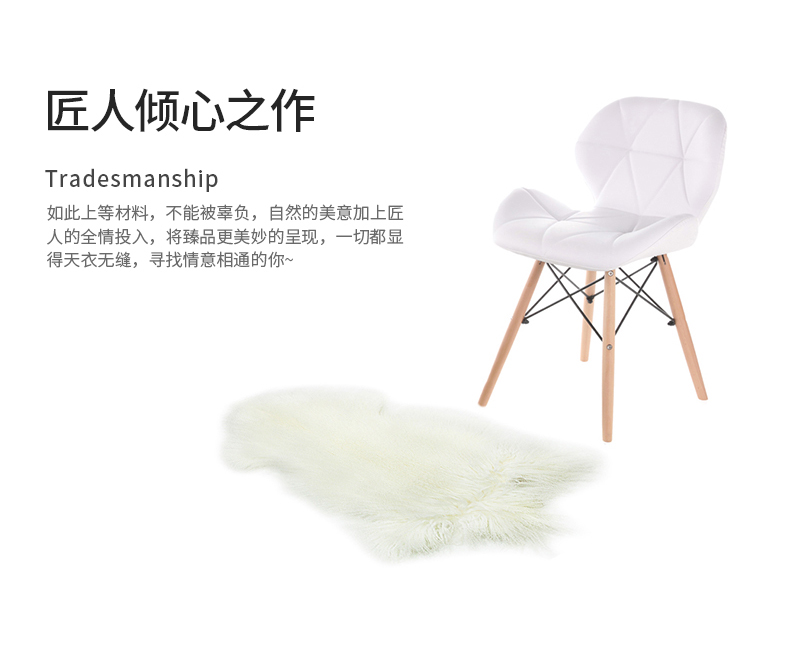 匠人倾心之作
Tradesmanship
如此上等材料，不能被辜负，自然的美意加上匠
人的全情投入，将臻品更美妙的呈现，一切都显
得天衣无缝，寻找情意相通的你~